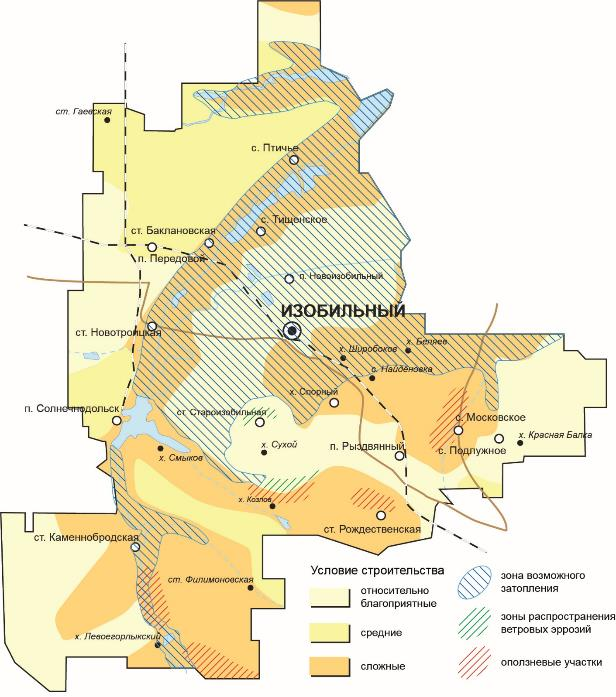 ст. Гаевская
с. Птичье
с. Тищенское
ст. Баклановская
п. Передовой
п. Новоизобильный
ИЗОБИЛЬНЫЙ
ст. Новотроицкая
х. Широбоков
х. Беляев
с. Найдёновка
х. Спорный
п. Солнечнодольск
ст. Староизобильная
с. Московское
х. Красная Балка
х. Сухой
п. Рыздвянный
с. Подлужное
х. Смыков
х. Козлов
ст. Рождественская
ст. Каменнобродская
ст. Филимоновская
х. Левоегорлыкский
Условие строительства
относительно
благоприятные
средние
сложные
зона возможного
затопления
зоны распространения
ветровых эррозий
оползневые участки